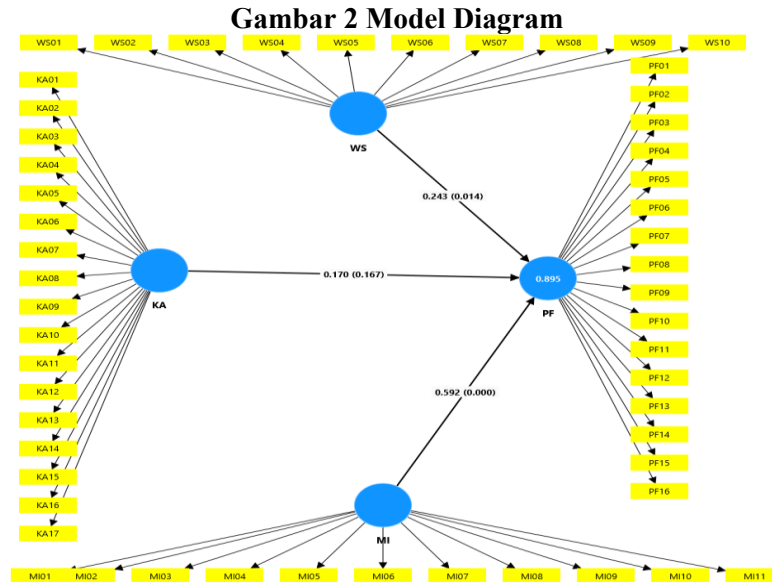 Gambar 2 Model Diagram
WS01 WS02 WS03 WS04 WS05 WS06 WS07 WS08 WS09 WS10
KA01
KA02
KA03
KA04
KA05
KA06
KA07
KA08
KA09
KA10
KA11
KA12
KA13
KA14
KA15
KA16
KA17
WS
0.243 (0.014)
KA
0.170 (0.167)
0.895
PF
0.592 (0.000)
MI
PF01
PF02
PF03
PF04
PF05
PF06
PF07
PF08
PF09
PF10
PF11
PF12
PF13
PF14
PF15
PF16
MI01 MI02 MI03 MI04 MI05 MI06 MI07 MI08 MI09 MI10 MI11